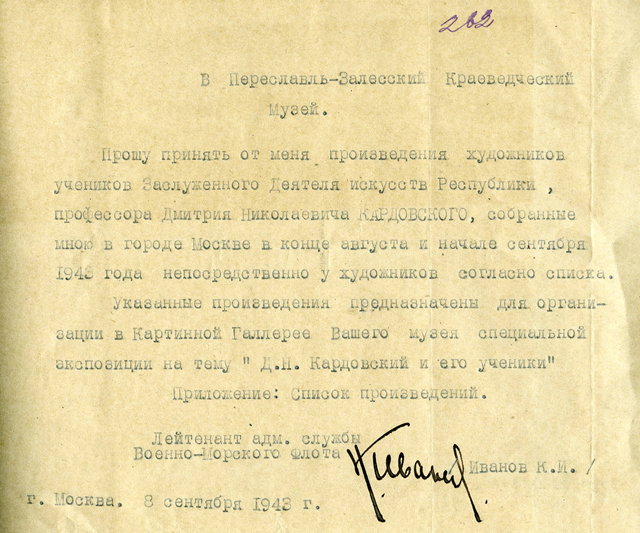 262
В Переславль-Залесский Краеведческий
Музей.
Прошу принять от меня произведения художников
учеников Заслуженного Деятеля искусств Республики ,
профессора Дмитрия Николаевича КАРДОВСКОГО, собранные
мною в городе Москве в конце августа и начале сентября
1943 года непосредственно у художников согласно списка.
Указанные произведения предназначены для органи-
зации в Картинной Галлерее Вашего музея специальной
экспозиции на тему " Д.Н. Кардовский и его ученики"
Приложение: Список произведений.
Лейтенант адм. службы
Военно-Морского Флота
КИванов
/ Иванов К.И. /
г. Москва. 8 сентября 1943 г.